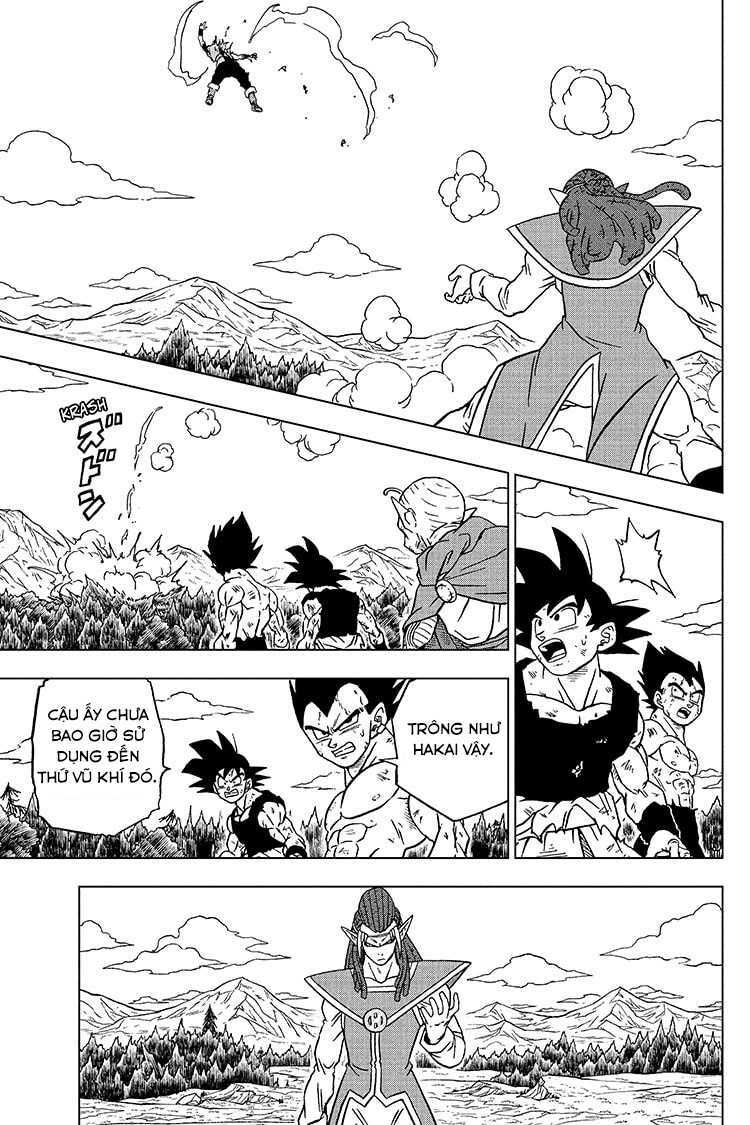 KRASH
ズドン
TRÔNG NHƯ
HAKAI VẬY.
CẬU ẤY CHƯA
BAO GIỜ SỬ
DỤNG ĐẾN
THỨ VŨ KHÍ ĐÓ.